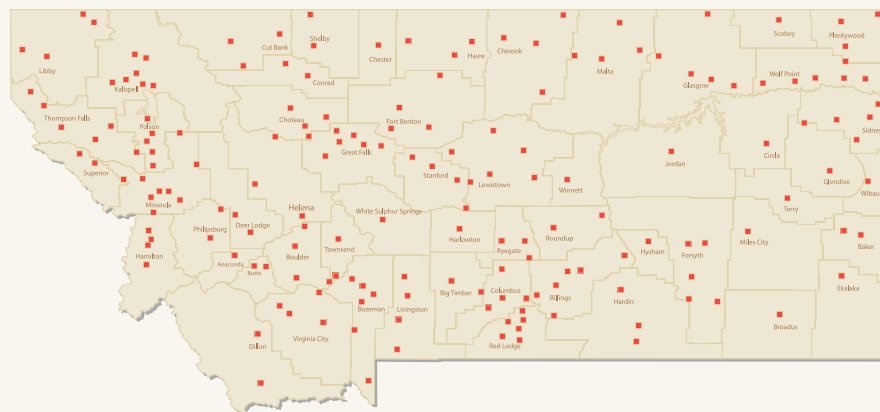 Scobey
Plentywood
Shelby
Cut Bank
Chester
Havre
Chinook
Malta
Libby
Kalispell
Conrad
Glasgow
Wolf Point
Thompson Falls
Polson
Choteau
Fort Benton
Sidney
Great Falls
Superior
Stanford
Lewistown
Winnett
Jordan
Circle
Glendive
Wibaux
Missoula
Helena
White Sulphur Springs
Terry
Philipsburg
Deer Lodge
Townsend
Harlowton
Ryegate
Roundup
Hysham
Forsyth
Miles City
Baker
Hamilton
Anaconda
Butte
Boulder
Ekalaka
Bozeman
Livingston
Big Timber
Columbus
Billings
Hardin
Broadus
Dillon
Virginia City
Red Lodge